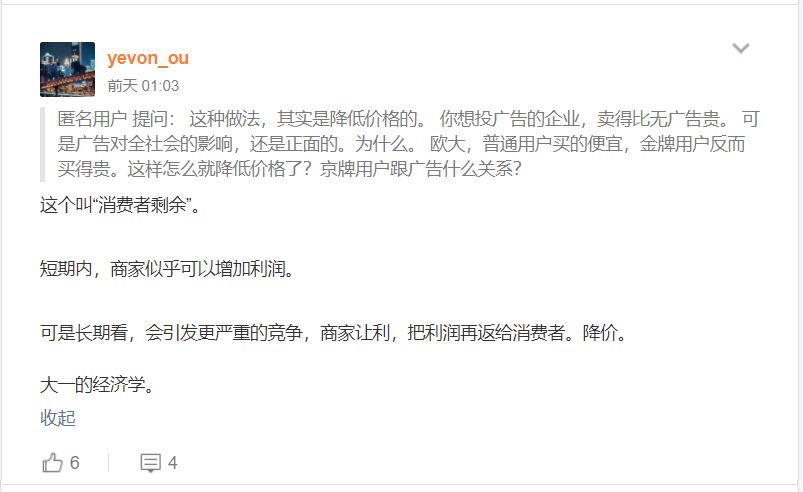 yevon_ou
前天 01:03
匿名用户 提问： 这种做法，其实是降低价格的。 你想投广告的企业，卖得比无广告贵。 可
是广告对全社会的影响，还是正面的。为什么。 欧大，普通用户买的便宜，金牌用户反而
买得贵。这样怎么就降低价格了？京牌用户跟广告什么关系？
这个叫“消费者剩余”。
短期内，商家似乎可以增加利润。
可是长期看，会引发更严重的竞争，商家让利，把利润再返给消费者。降价。
大一的经济学。
收起
6
4